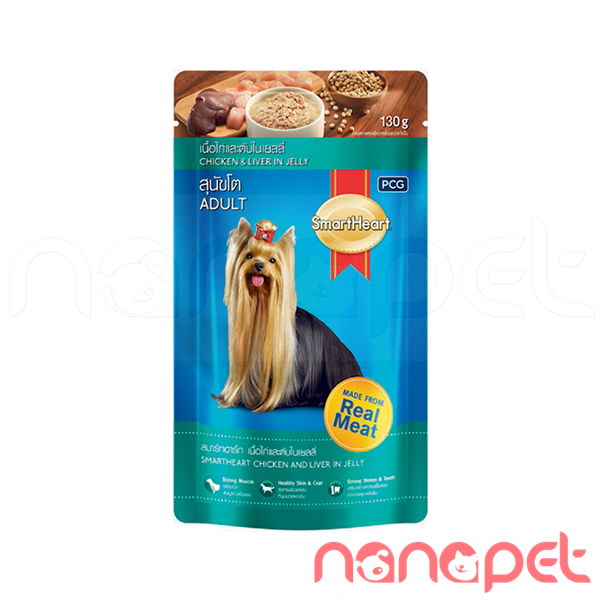 130 g
เนื้อไก่และตับในเยลลี่
CHICKEN & LIVER IN JELLY
สุนัขโต
ADULT
PCG
SmartHeart
MADE FROM
Real
Meat
สมาร์ทฮาร์ท เนื้อไก่และตับในเยลลี่
SMARTHEART CHICKEN AND LIVER IN JELLY
Strong Muscle
Healthy Skin & Coat
Strong Bones & Teeth
nanapet
nanapet